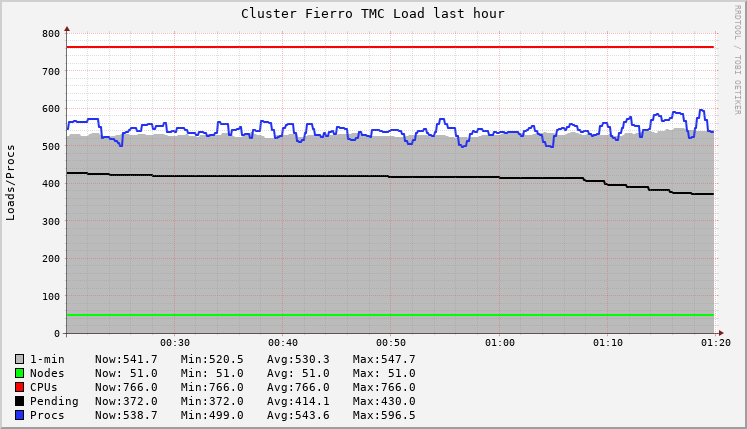 Cluster Fierro TMC Load last hour
RRDTOOL / TOBI OETIKER
Loads/Procs
800
700
600
500
400
300
200
100
0
00:30 00:40 00:50 01:00 01:10 01:20
1-min Now:541.7 Min:520.5 Avg:530.3 Max:547.7
Nodes Now: 51.0 Min: 51.0 Avg: 51.0 Max: 51.0
CPUs Now:766.0 Min:766.0 Avg:766.0 Max:766.0
Pending Now:372.0 Min:372.0 Avg:414.1 Max:430.0
Procs Now:538.7 Min:499.0 Avg:543.6 Max:596.5